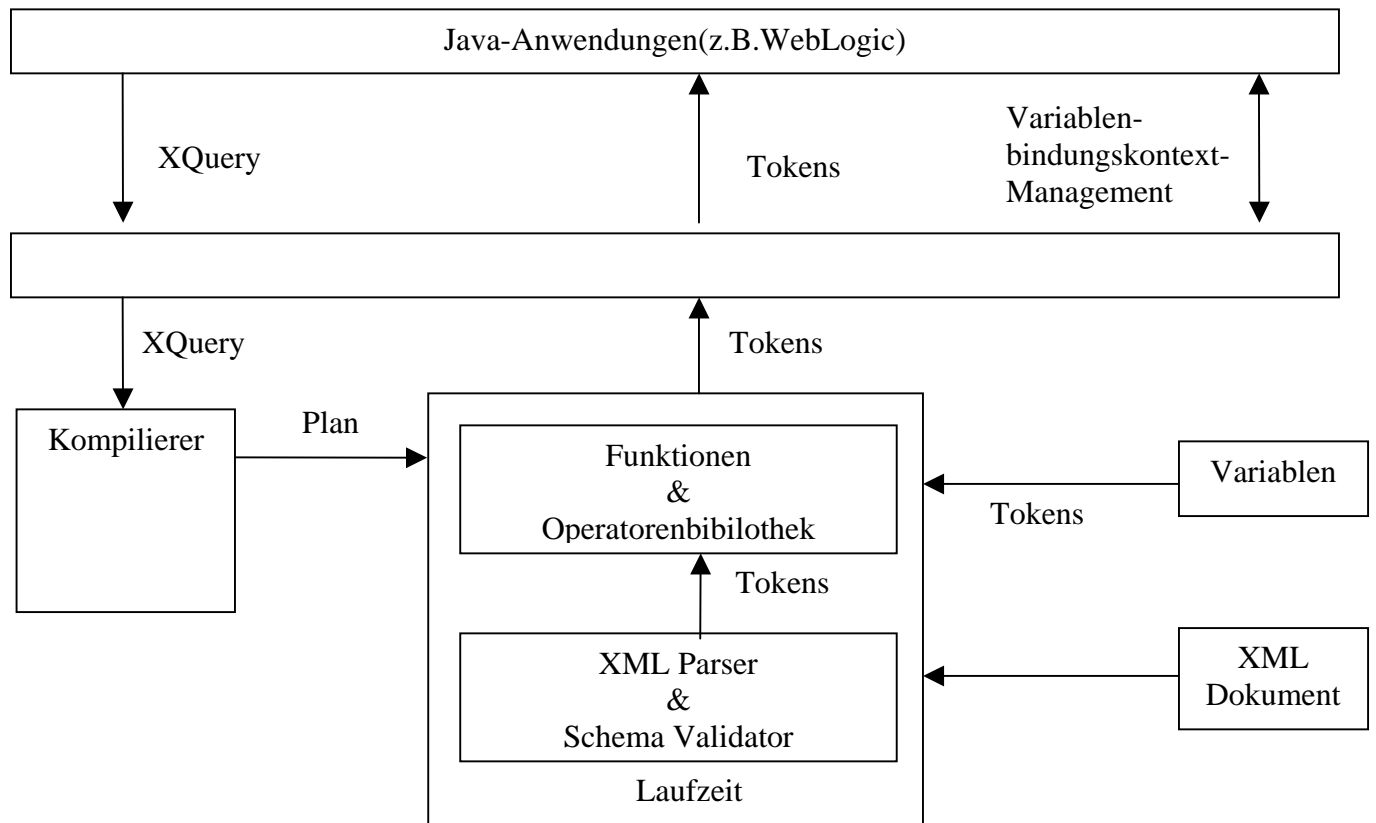 Java-Anwendungen(z.B.WebLogic)
XQuery
Tokens
Variablen-
bindungskontext-
Management
XQuery
Tokens
Kompilierer
Plan
Funktionen
&
Operatorenbibilothek
Variablen
Tokens
Tokens
XML Parser
&
Schema Validator
XML
Dokument
Laufzeit